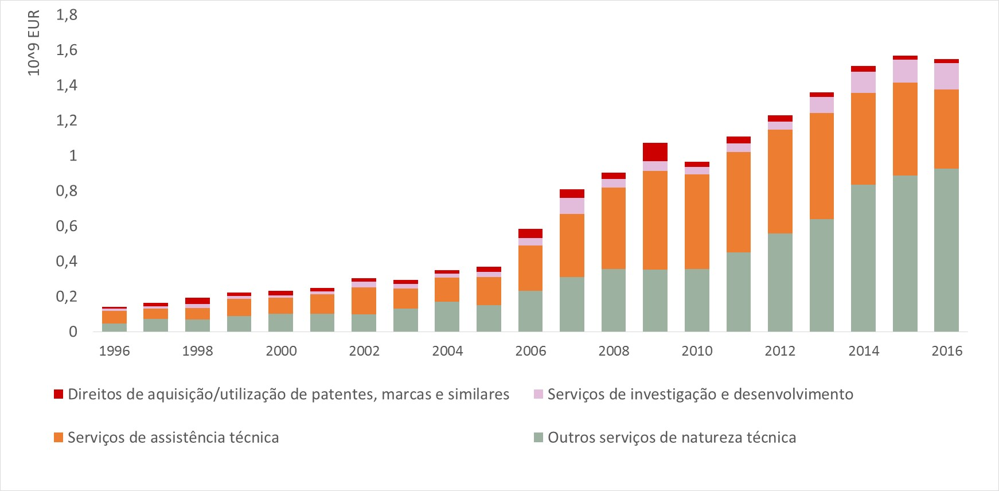 10^9 EUR
1,8
1,6
1,4
1,2
1
0,8
0,6
0,4
0,2
0
1996 1998 2000 2002 2004 2006 2008 2010 2012 2014 2016
Direitos de aquisição/utilização de patentes, marcas e similares Serviços de investigação e desenvolvimento
Serviços de assistência técnica Outros serviços de natureza técnica